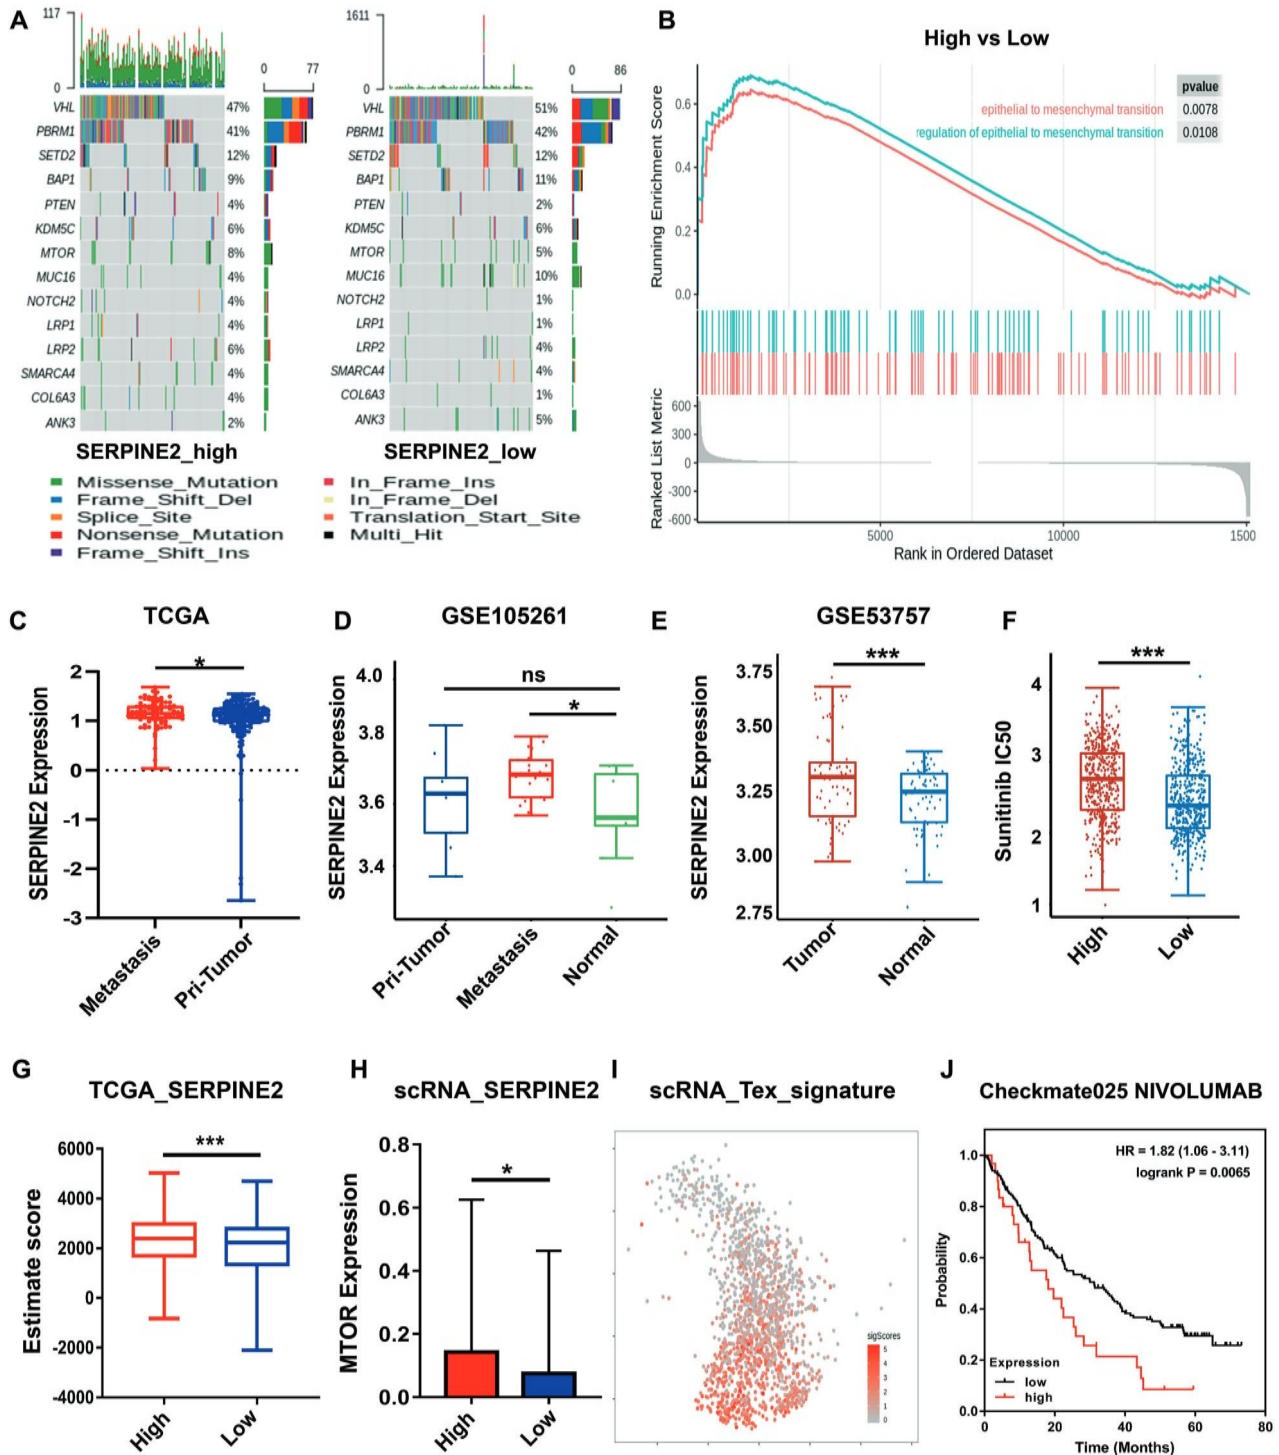 A
117
0
0
77
VHL
47%
PBRM1
41%
SETD2
12%
BAP1
9%
PTEN
4%
KDM5C
6%
MTOR
8%
MUC16
4%
NOTCH2
4%
LRP1
4%
LRP2
6%
SMARCA4
4%
COL6A3
4%
ANK3
2%
SERPINE2_high
1611
0
0
86
VHL
51%
PBRM1
42%
SETD2
12%
BAP1
11%
PTEN
2%
KDM5C
6%
MTOR
5%
MUC16
10%
NOTCH2
1%
LRP1
1%
LRP2
4%
SMARCA4
4%
COL6A3
1%
ANK3
5%
SERPINE2_low
Missense_Mutation
Frame_Shift_Del
Splice_Site
Nonsense_Mutation
Frame_Shift_Ins
In_Frame_Ins
In_Frame_Del
Translation_Start_Site
Multi_Hit
B
High vs Low
Running Enrichment Score
0.6
0.4
0.2
0.0
pvalue
epithelial to mesenchymal transition
0.0078
regulation of epithelial to mesenchymal transition
0.0108
Ranked List Metric
600
300
0
-300
-600
5000
10000
1500
Rank in Ordered Dataset
C
TCGA
SERPINE2 Expression
2
1
0
-1
-2
-3
*
Metastasis
Pri-Tumor
D
GSE105261
SERPINE2 Expression
4.0
3.8
3.6
3.4
ns
*
Pri-Tumor
Metastasis
Normal
E
GSE53757
SERPINE2 Expression
3.75
3.50
3.25
3.00
2.75
***
Tumor
Normal
F
Sunitinib IC50
4
3
2
1
***
High
Low
G
TCGA_SERPINE2
Estimate score
6000
4000
2000
0
-2000
-4000
***
High
Low
H
scRNA_SERPINE2
MTOR Expression
0.8
0.6
0.4
0.2
0.0
*
High
Low
I
scRNA_Tex_signature
sigScores
5
4
3
2
1
0
J
Checkmate025 NIVOLUMAB
HR = 1.82 (1.06 - 3.11)
logrank P = 0.0065
Probability
1.0
0.8
0.6
0.4
0.2
0.0
Expression
low
high
0
20
40
60
80
Time (Months)